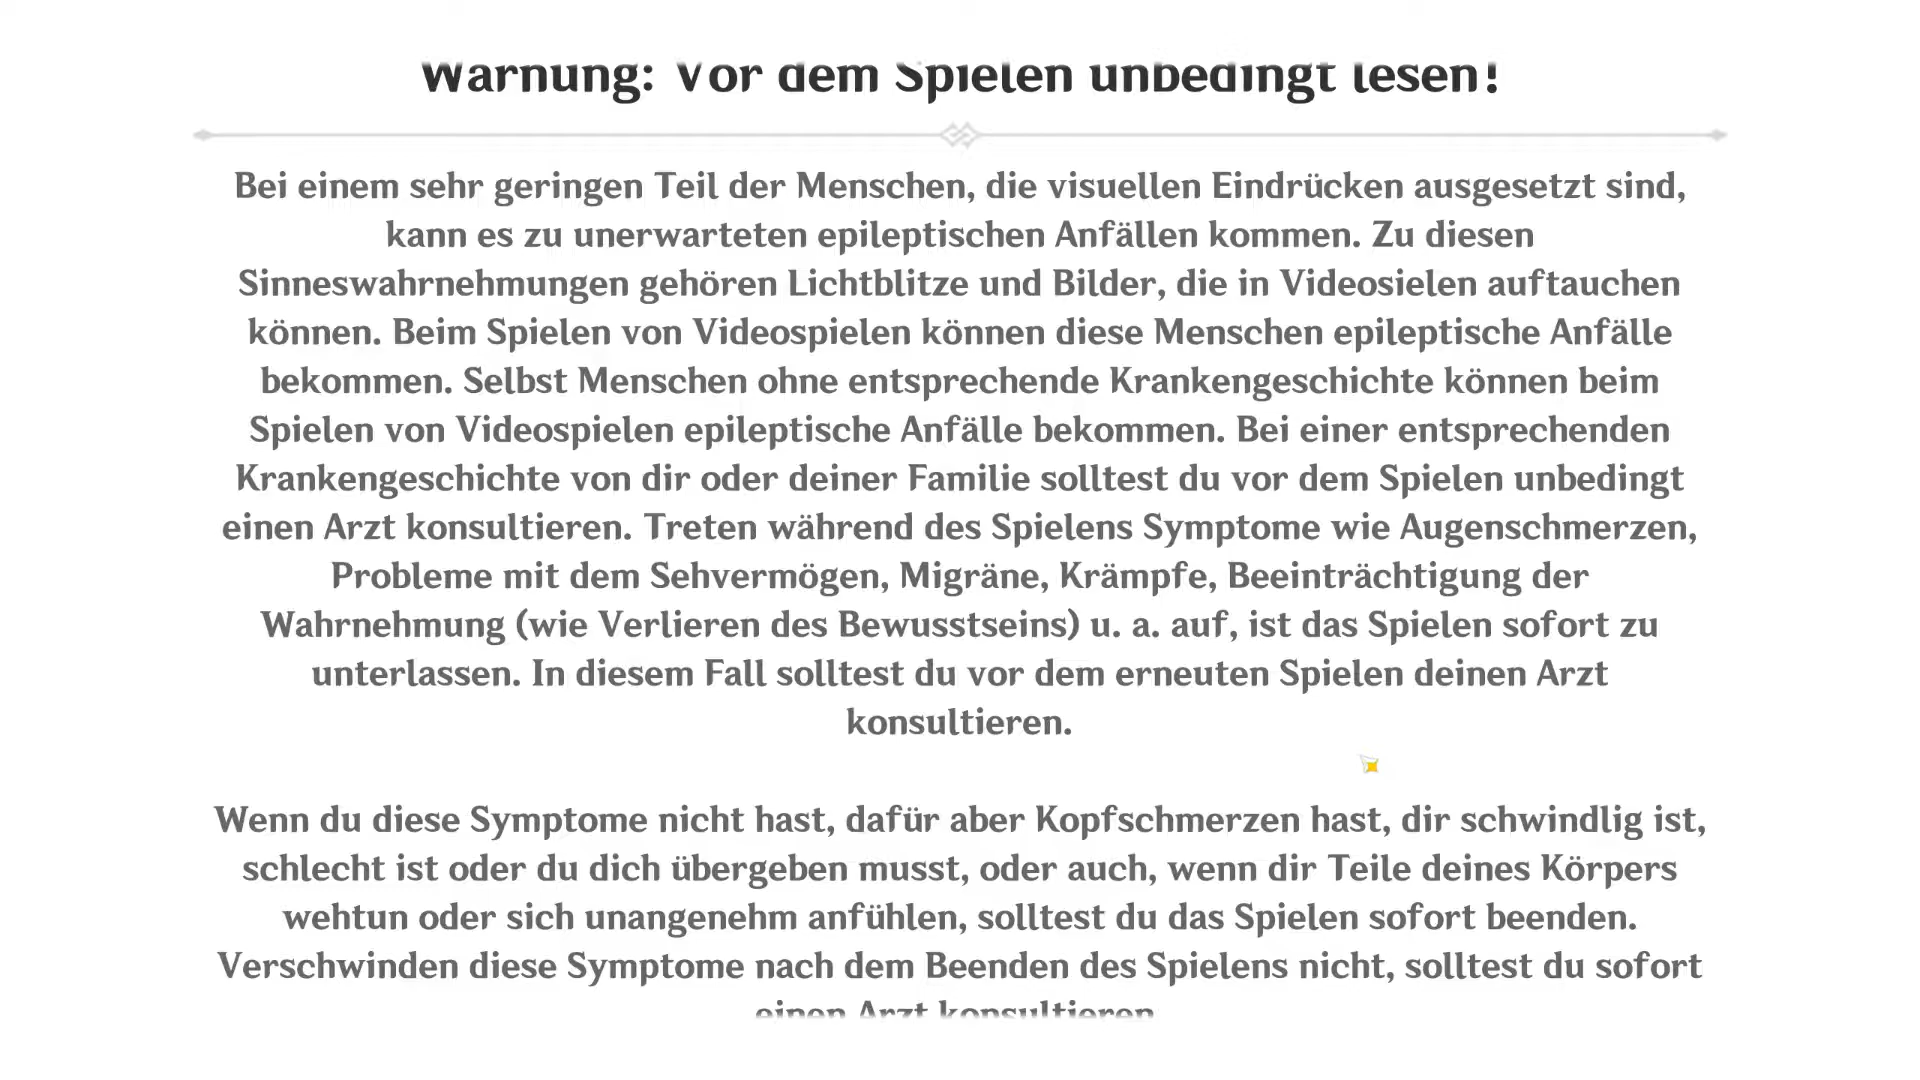 Warnung: Vor dem Spielen unbedingt lesen!
Bei einem sehr geringen Teil der Menschen, die visuellen Eindrücken ausgesetzt sind,
kann es zu unerwarteten epileptischen Anfällen kommen. Zu diesen
Sinneswahrnehmungen gehören Lichtblitze und Bilder, die in Videosielen auftauchen
können. Beim Spielen von Videospielen können diese Menschen epileptische Anfälle
bekommen. Selbst Menschen ohne entsprechende Krankengeschichte können beim
Spielen von Videospielen epileptische Anfälle bekommen. Bei einer entsprechenden
Krankengeschichte von dir oder deiner Familie solltest du vor dem Spielen unbedingt
einen Arzt konsultieren. Treten während des Spielens Symptome wie Augenschmerzen,
Probleme mit dem Sehvermögen, Migräne, Krämpfe, Beeinträchtigung der
Wahrnehmung (wie Verlieren des Bewusstseins) u. a. auf, ist das Spielen sofort zu
unterlassen. In diesem Fall solltest du vor dem erneuten Spielen deinen Arzt
konsultieren.
Wenn du diese Symptome nicht hast, dafür aber Kopfschmerzen hast, dir schwindlig ist,
schlecht ist oder du dich übergeben musst, oder auch, wenn dir Teile deines Körpers
wehtun oder sich unangenehm anfühlen, solltest du das Spielen sofort beenden.
Verschwinden diese Symptome nach dem Beenden des Spielens nicht, solltest du sofort
einen Arzt konsultieren